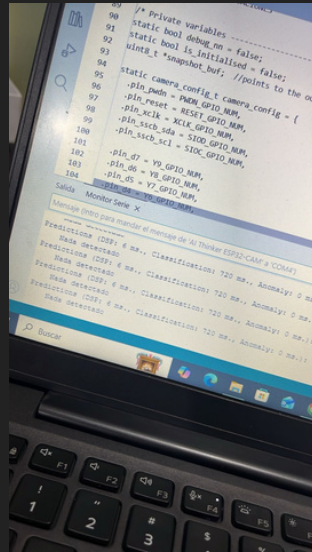 89
90 /* Private variables -----
91 static bool debug_nn = false;
92 static bool is_initialised = false;
93 uint8_t *snapshot_buf; //points to the ou
94
95 static camera_config_t camera_config = {
96 .pin_pwdn = PWDN_GPIO_NUM,
97 .pin_reset = RESET_GPIO_NUM,
98 .pin_xclk = XCLK_GPIO_NUM,
99 .pin_sscb_sda = SIOD_GPIO_NUM,
100 .pin_sscb_scl = SIOC_GPIO_NUM,
101
102 .pin_d7 = Y9_GPIO_NUM,
103 .pin_d6 = Y8_GPIO_NUM,
104 .pin_d5 = Y7_GPIO_NUM,
.pin_d4 = Y6_GPIO_NUM,
Salida Monitor Serie ×
Mensaje (Intro para mandar el mensaje de 'AI Thinker ESP32-CAM' a 'COM4')
Predictions (DSP: 6 ms., Classification: 720 ms., Anomaly: 0 m
Nada detectado
Predictions (DSP: 6 ms., Classification: 720 ms., Anomaly: 0 ms.
Nada detectado
Predictions (DSP: 6 ms., Classification: 720 ms., Anomaly: 0 ms.):
Nada detectado
Predictions (DSP: 6 ms., Classification: 720 ms., Anomaly: 0 ms.):
Nada detectado
Buscar
F1
F2
F3
F4
F5
!
1
"
2
#
3
$